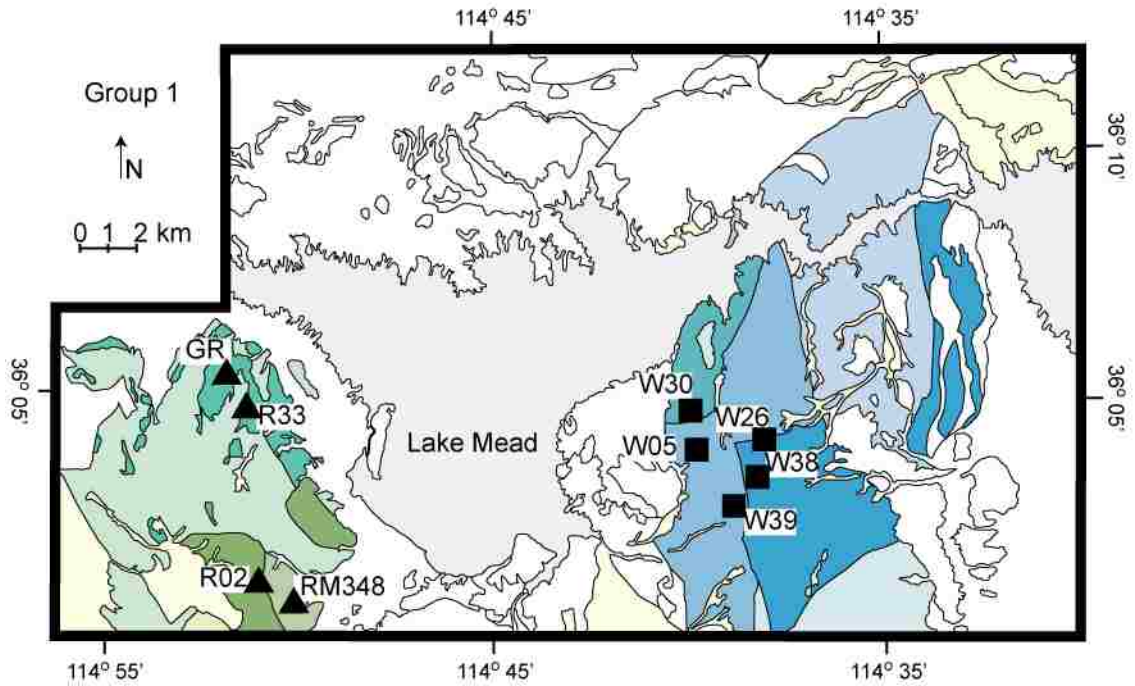 114° 45'
114° 35'
Group 1
N
0 1 2 km
36° 10'
36° 05'
36° 05'
GR
R33
Lake Mead
W30
W26
W05
W38
W39
R02
RM348
114° 55'
114° 45'
114° 35'